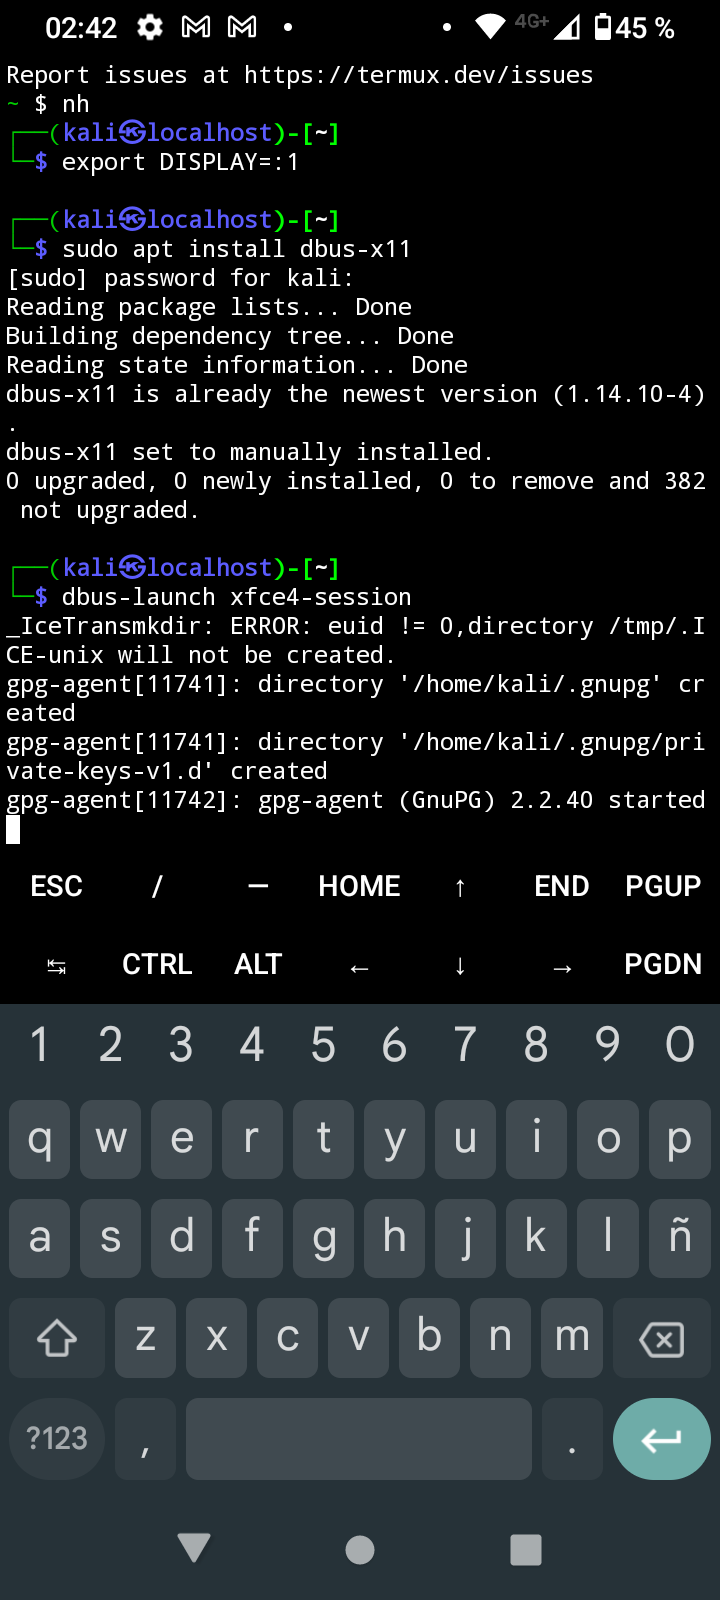 02:42 4G+ 45 %
Report issues at https://termux.dev/issues
~ $ nh
┌──(kali㉿localhost)-[~]
└─$ export DISPLAY=:1
┌──(kali㉿localhost)-[~]
└─$ sudo apt install dbus-x11
[sudo] password for kali:
Reading package lists... Done
Building dependency tree... Done
Reading state information... Done
dbus-x11 is already the newest version (1.14.10-4)
.
dbus-x11 set to manually installed.
0 upgraded, 0 newly installed, 0 to remove and 382
 not upgraded.
┌──(kali㉿localhost)-[~]
└─$ dbus-launch xfce4-session
_IceTransmkdir: ERROR: euid != 0,directory /tmp/.I
CE-unix will not be created.
gpg-agent[11741]: directory '/home/kali/.gnupg' cr
eated
gpg-agent[11741]: directory '/home/kali/.gnupg/pri
vate-keys-v1.d' created
gpg-agent[11742]: gpg-agent (GnuPG) 2.2.40 started
ESC / — HOME ↑ END PGUP
↹ CTRL ALT ← ↓ → PGDN
1 2 3 4 5 6 7 8 9 0
q w e r t y u i o p
a s d f g h j k l ñ
z x c v b n m
?123 , .